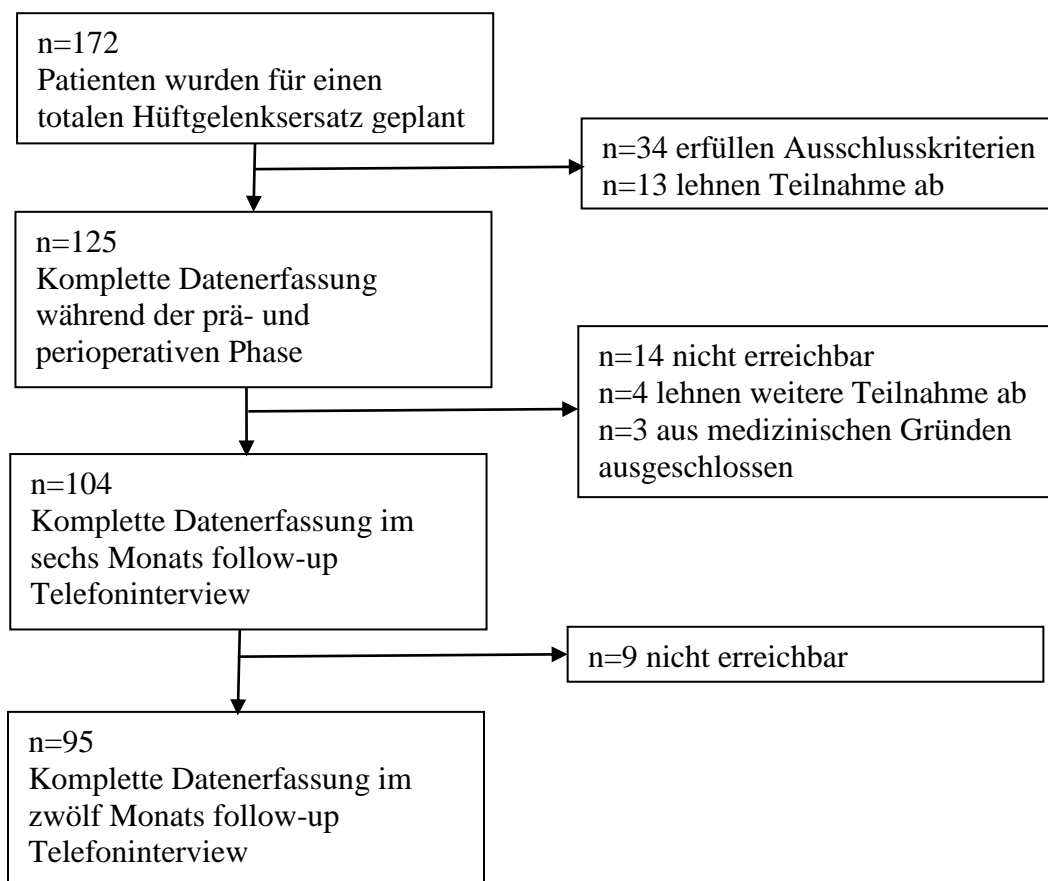 n=172
Patienten wurden für einen
totalen Hüftgelenksersatz geplant
n=34 erfüllen Ausschlusskriterien
n=13 lehnen Teilnahme ab
n=125
Komplette Datenerfassung
während der prä- und
perioperativen Phase
n=14 nicht erreichbar
n=4 lehnen weitere Teilnahme ab
n=3 aus medizinischen Gründen
ausgeschlossen
n=104
Komplette Datenerfassung im
sechs Monats follow-up
Telefoninterview
n=9 nicht erreichbar
n=95
Komplette Datenerfassung im
zwölf Monats follow-up
Telefoninterview